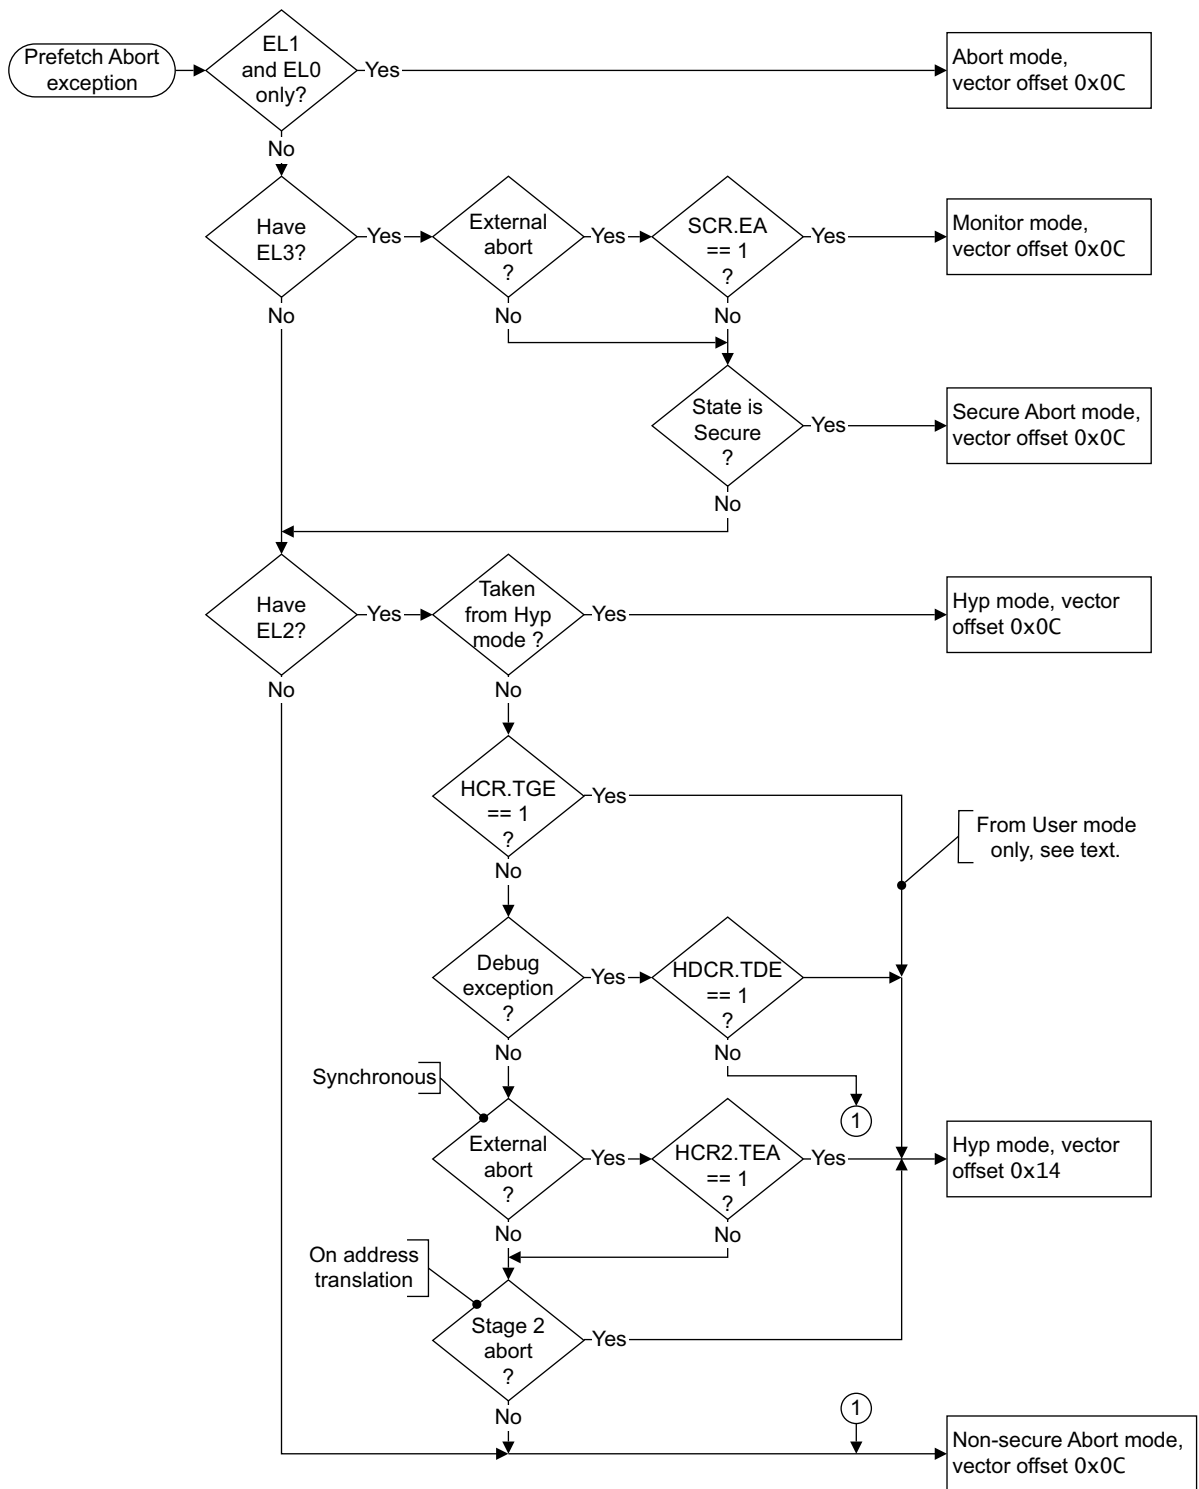 Prefetch Abort
exception
EL1
and EL0
only?
Yes
Abort mode,
vector offset 0x0C
No
Have
EL3?
Yes
External
abort
?
Yes
SCR.EA
== 1
?
Yes
Monitor mode,
vector offset 0x0C
No
No
No
State is
Secure
?
Yes
Secure Abort mode,
vector offset 0x0C
No
Have
EL2?
Yes
Taken
from Hyp
mode ?
Yes
Hyp mode, vector
offset 0x0C
No
No
HCR.TGE
== 1
?
Yes
From User mode
only, see text.
No
Debug
exception
?
Yes
HDCR.TDE
== 1
?
No
No
Synchronous
1
External
abort
?
Yes
HCR2.TEA
== 1
?
Yes
Hyp mode, vector
offset 0x14
No
No
On address
translation
Stage 2
abort
?
Yes
No
1
Non-secure Abort mode,
vector offset 0x0C